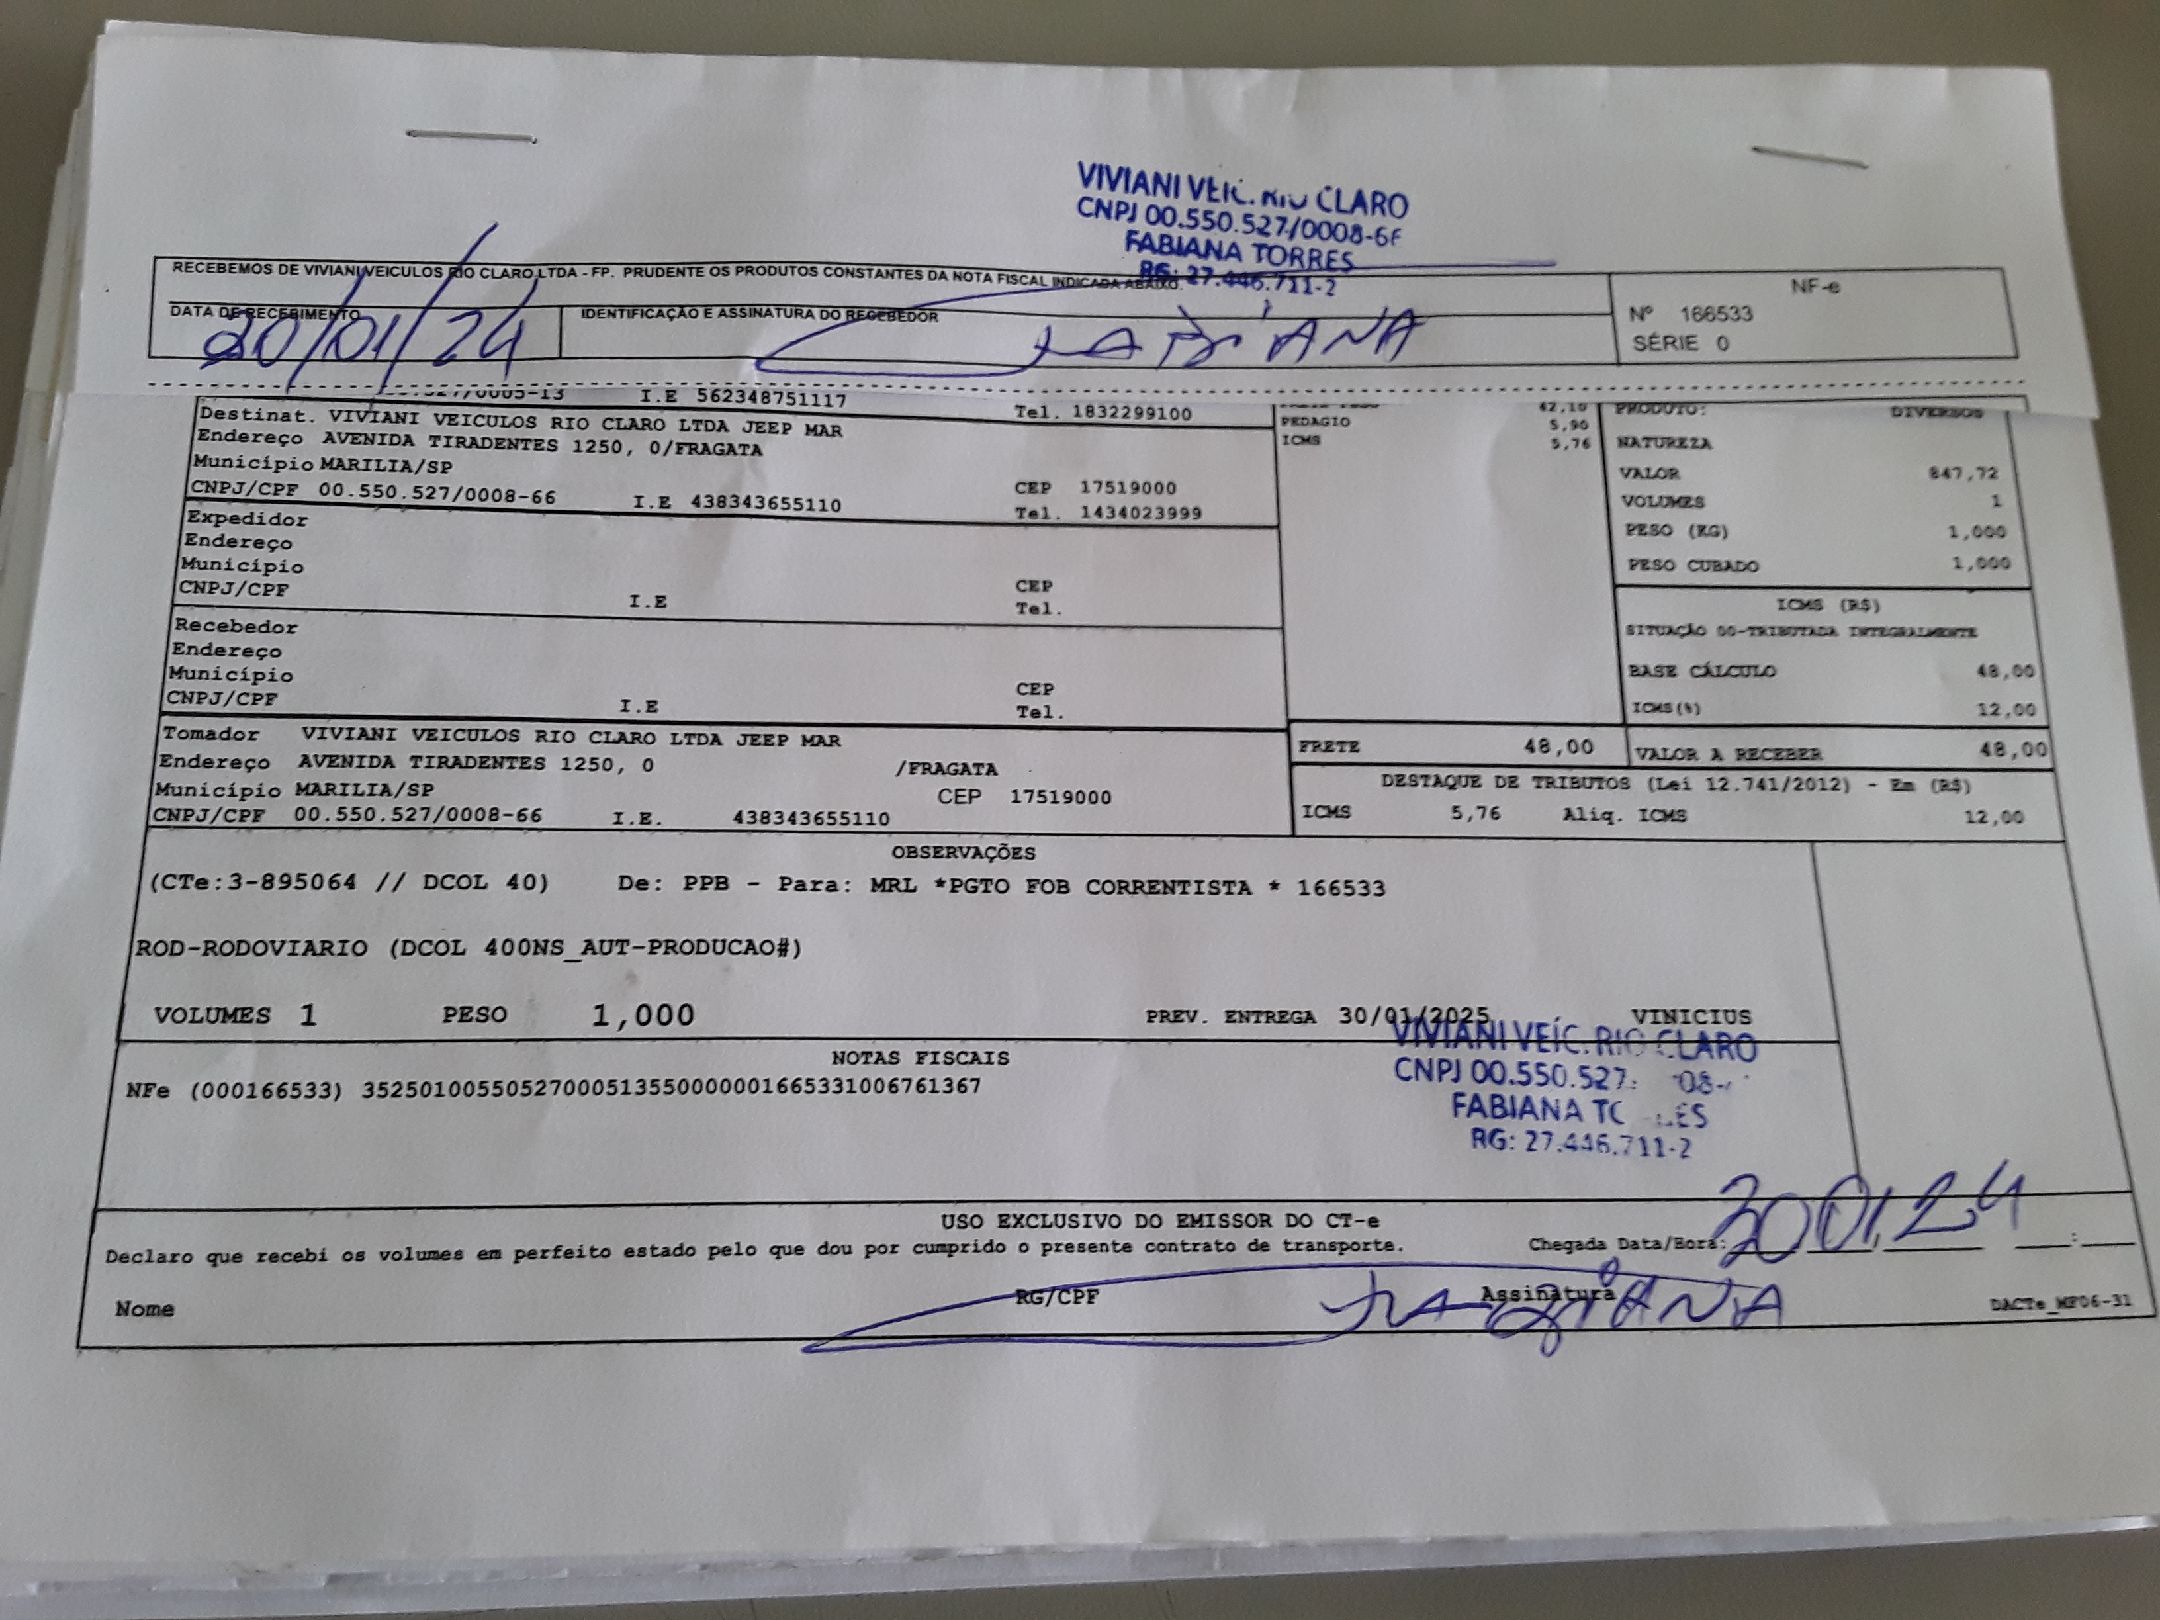 VIVIANI VEIC. RIO CLARO
CNPJ 00.550.527/0008-66
FABIANA TORRES
RG: 27.446.711-2
RECEBEMOS DE VIVIANI VEICULOS RIO CLARO LTDA - FP. PRUDENTE OS PRODUTOS CONSTANTES DA NOTA FISCAL INDICADA ABAIXO.
NF-e
Nº 166533
SÉRIE 0
DATA DE RECEBIMENTO
IDENTIFICAÇÃO E ASSINATURA DO RECEBEDOR
30/01/24
FABIANA
I.E 562348751117
Tel. 1832299100
42,10
PRODUTO: DIVERSOS
Destinat. VIVIANI VEICULOS RIO CLARO LTDA JEEP MAR
PEDAGIO 5,90
Endereço AVENIDA TIRADENTES 1250, 0/FRAGATA
ICMS 5,76
NATUREZA
Município MARILIA/SP
CEP 17519000
VALOR 847,72
CNPJ/CPF 00.550.527/0008-66 I.E 438343655110 Tel. 1434023999
VOLUMES 1
Expedidor
PESO (KG) 1,000
Endereço
Município
PESO CUBADO 1,000
CNPJ/CPF I.E CEP
Tel.
ICMS (R$)
Recebedor
SITUAÇÃO 00-TRIBUTADA INTEGRALMENTE
Endereço
Município
BASE CÁLCULO 48,00
CNPJ/CPF I.E CEP
Tel.
ICMS(%) 12,00
Tomador VIVIANI VEICULOS RIO CLARO LTDA JEEP MAR
FRETE 48,00 VALOR A RECEBER 48,00
Endereço AVENIDA TIRADENTES 1250, 0 /FRAGATA
DESTAQUE DE TRIBUTOS (Lei 12.741/2012) - Em (R$)
Município MARILIA/SP CEP 17519000
CNPJ/CPF 00.550.527/0008-66 I.E. 438343655110
ICMS 5,76 Aliq. ICMS 12,00
OBSERVAÇÕES
(CTe:3-895064 // DCOL 40) De: PPB - Para: MRL *PGTO FOB CORRENTISTA * 166533
ROD-RODOVIARIO (DCOL 400NS_AUT-PRODUCAO#)
VOLUMES 1 PESO 1,000 PREV. ENTREGA 30/01/2025 VINICIUS
VIVIANI VEÍC. RIO CLARO
CNPJ 00.550.527
FABIANA
RG: 27.446.711-2
NOTAS FISCAIS
NFe (000166533) 35250100550527000513550000001665331006761367
USO EXCLUSIVO DO EMISSOR DO CT-e
Declaro que recebi os volumes em perfeito estado pelo que dou por cumprido o presente contrato de transporte. Chegada Data/Hora: 30 01.24
Nome RG/CPF Assinatura
FABIANA
DACTe_MF06-31